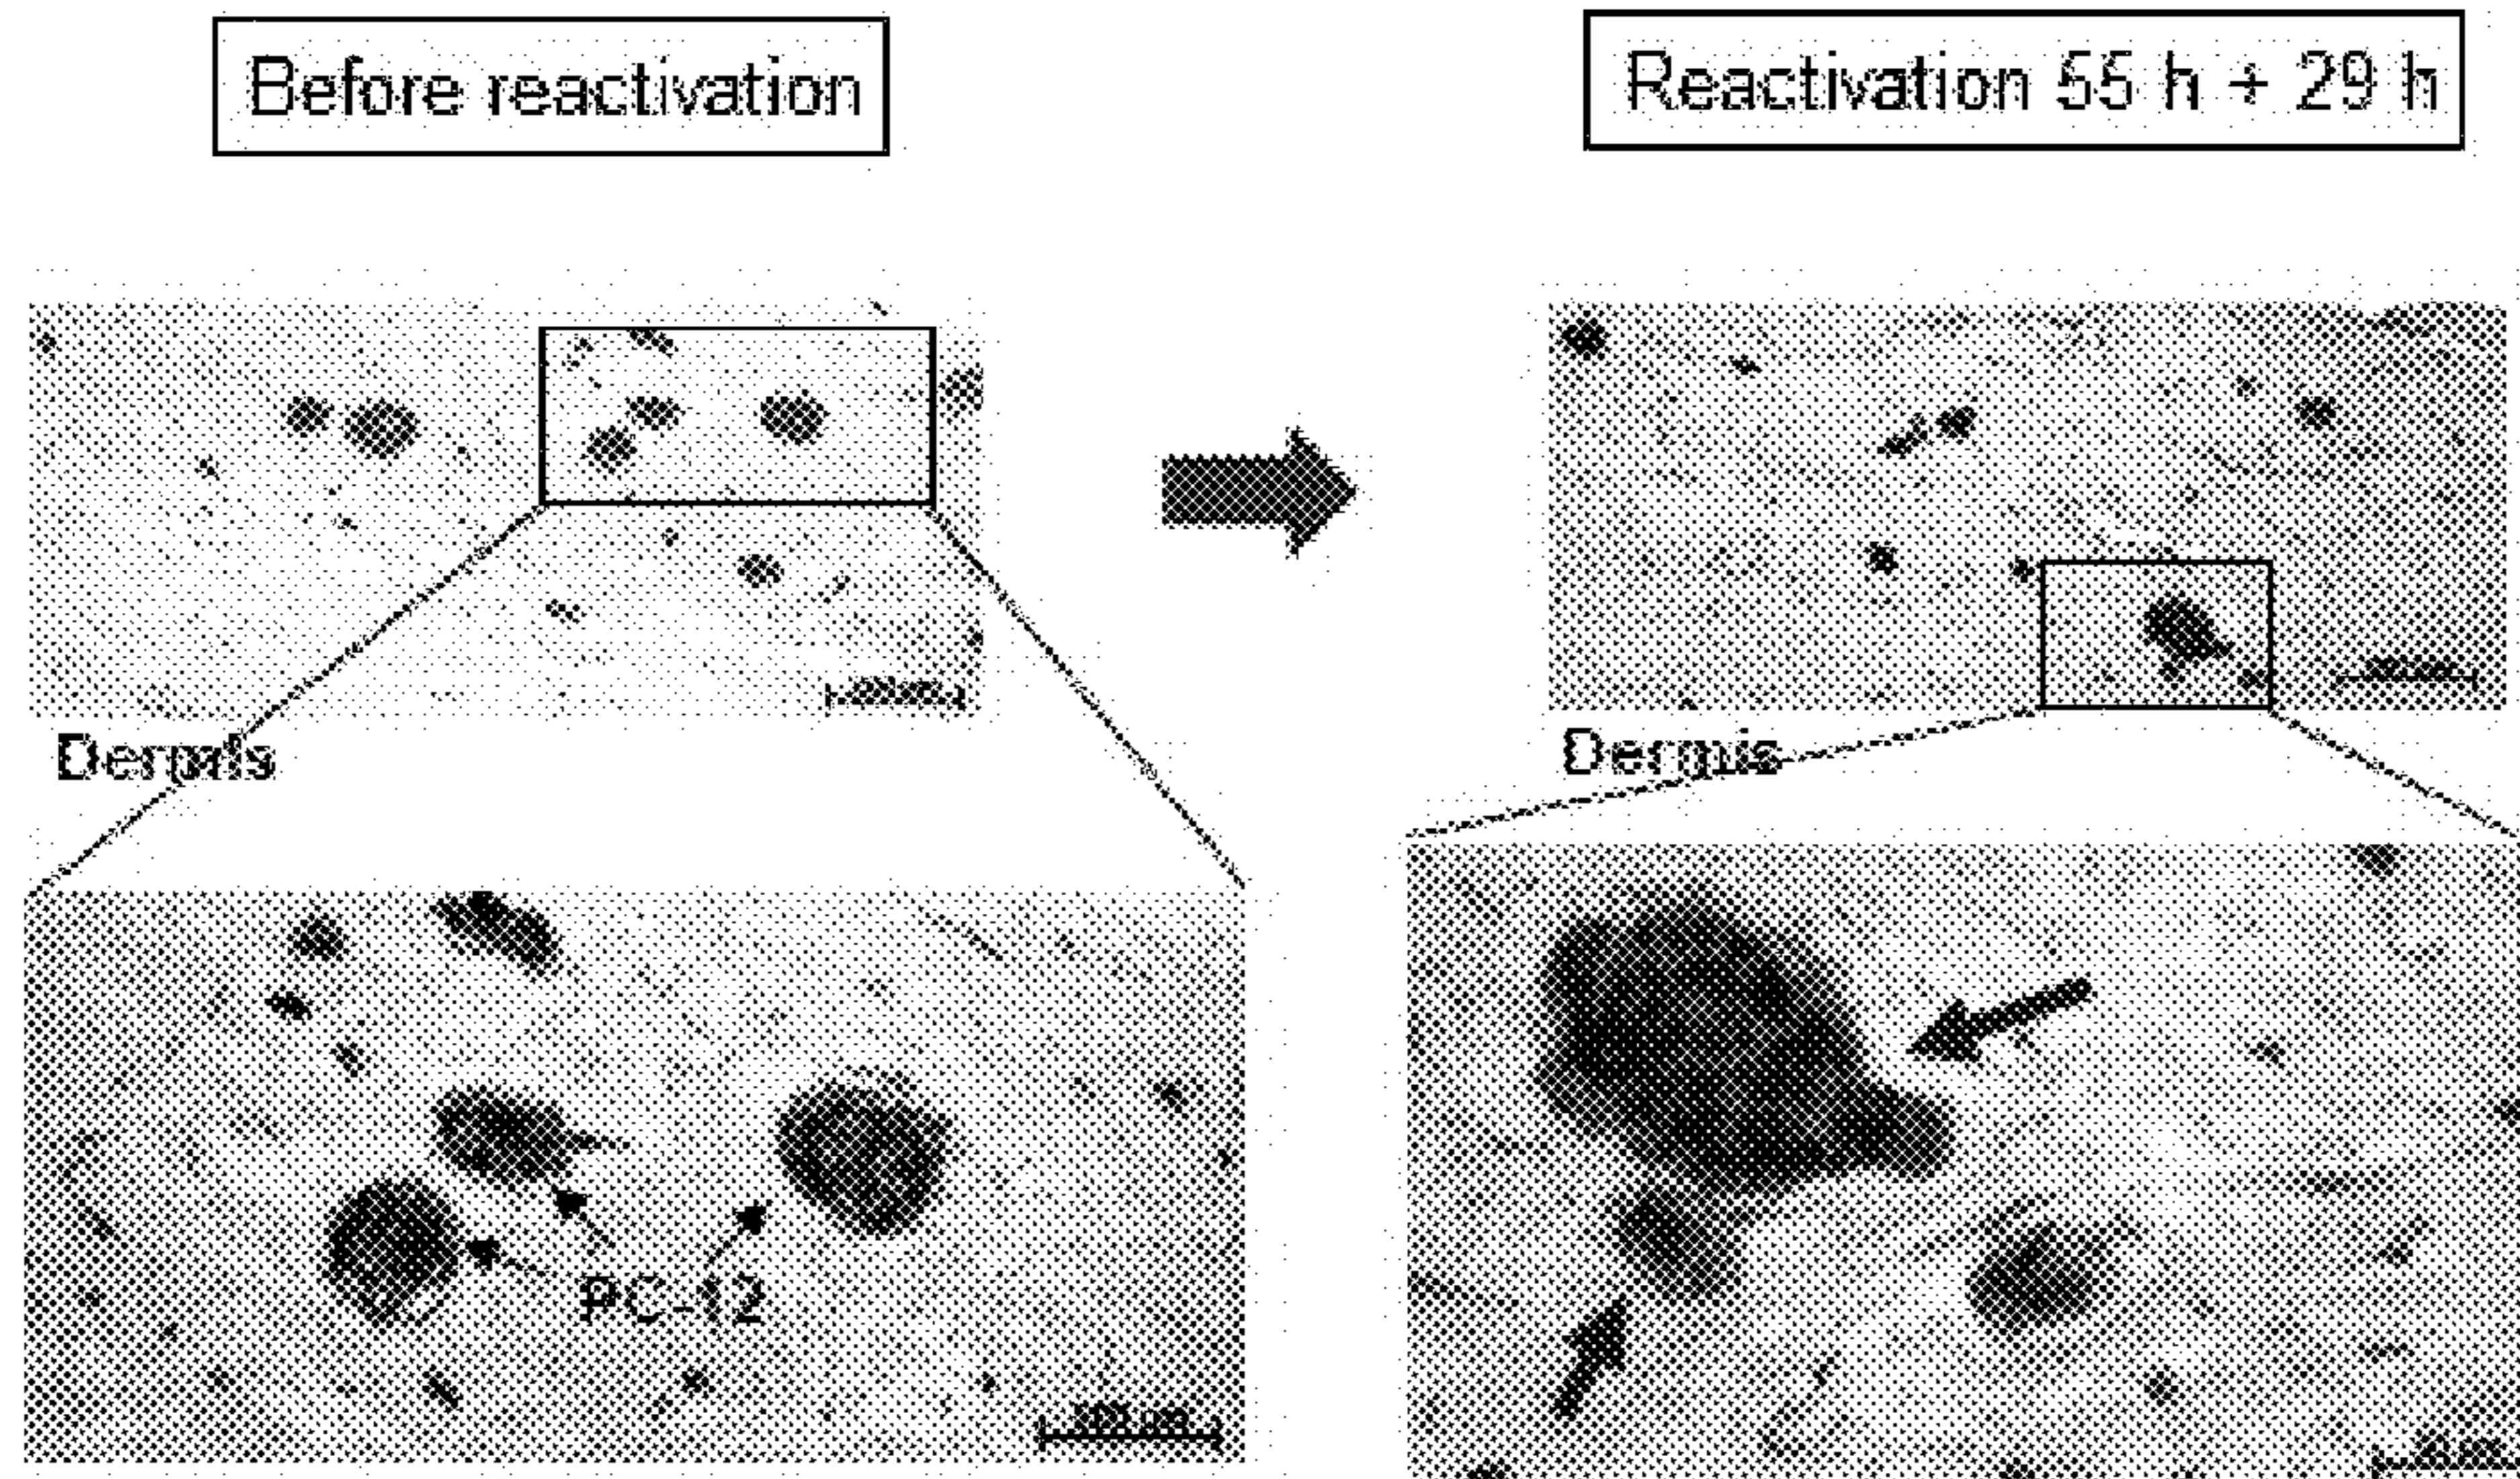 Before reactivation
Reactivation 55 h + 29 h
Dermis
Dermis
PC-12